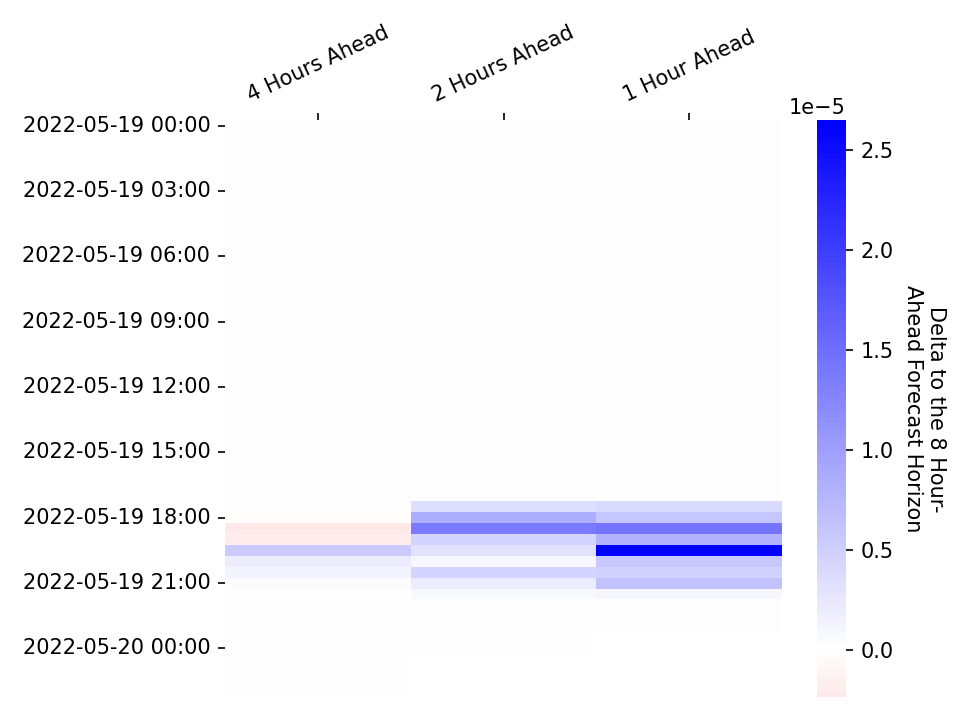 4 Hours Ahead
2 Hours Ahead
1 Hour Ahead
1e−5
2022-05-19 00:00
2022-05-19 03:00
2022-05-19 06:00
2022-05-19 09:00
2022-05-19 12:00
2022-05-19 15:00
2022-05-19 18:00
2022-05-19 21:00
2022-05-20 00:00
2.5
2.0
1.5
1.0
0.5
0.0
Delta to the 8 Hour-
Ahead Forecast Horizon